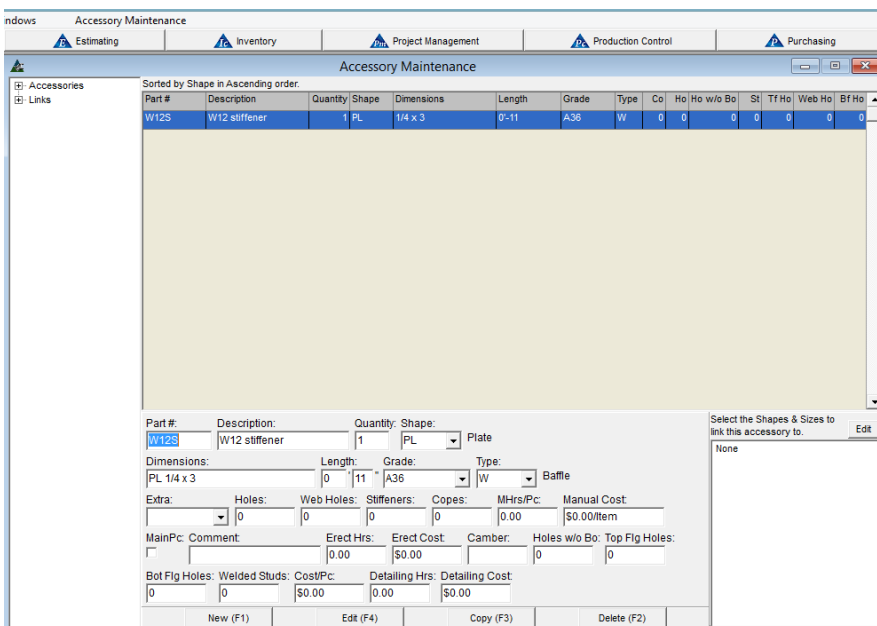 ndows Accessory Maintenance
E Estimating Ic Inventory Pm Project Management Pc Production Control P Purchasing
Accessory Maintenance
Accessories
Links
Sorted by Shape in Ascending order.
Part # Description Quantity Shape Dimensions Length Grade Type Co Ho Ho w/o Bo St Tf Ho Web Ho Bf Ho
W12S W12 stiffener 1 PL 1/4 x 3 0'-11 A36 W 0 0 0 0 0 0 0
Part #: Description: Quantity: Shape:
W12S W12 stiffener 1 PL Plate
Dimensions: Length: Grade: Type:
PL 1/4 x 3 0 ' 11 " A36 W Baffle
Extra: Holes: Web Holes: Stiffeners: Copes: MHrs/Pc: Manual Cost:
0 0 0 0 0.00 $0.00/Item
MainPc: Comment: Erect Hrs: Erect Cost: Camber: Holes w/o Bo: Top Flg Holes:
0.00 $0.00 0 0
Bot Flg Holes: Welded Studs: Cost/Pc: Detailing Hrs: Detailing Cost:
0 0 $0.00 0.00 $0.00
New (F1) Edit (F4) Copy (F3) Delete (F2)
Select the Shapes & Sizes to
link this accessory to. Edit
None